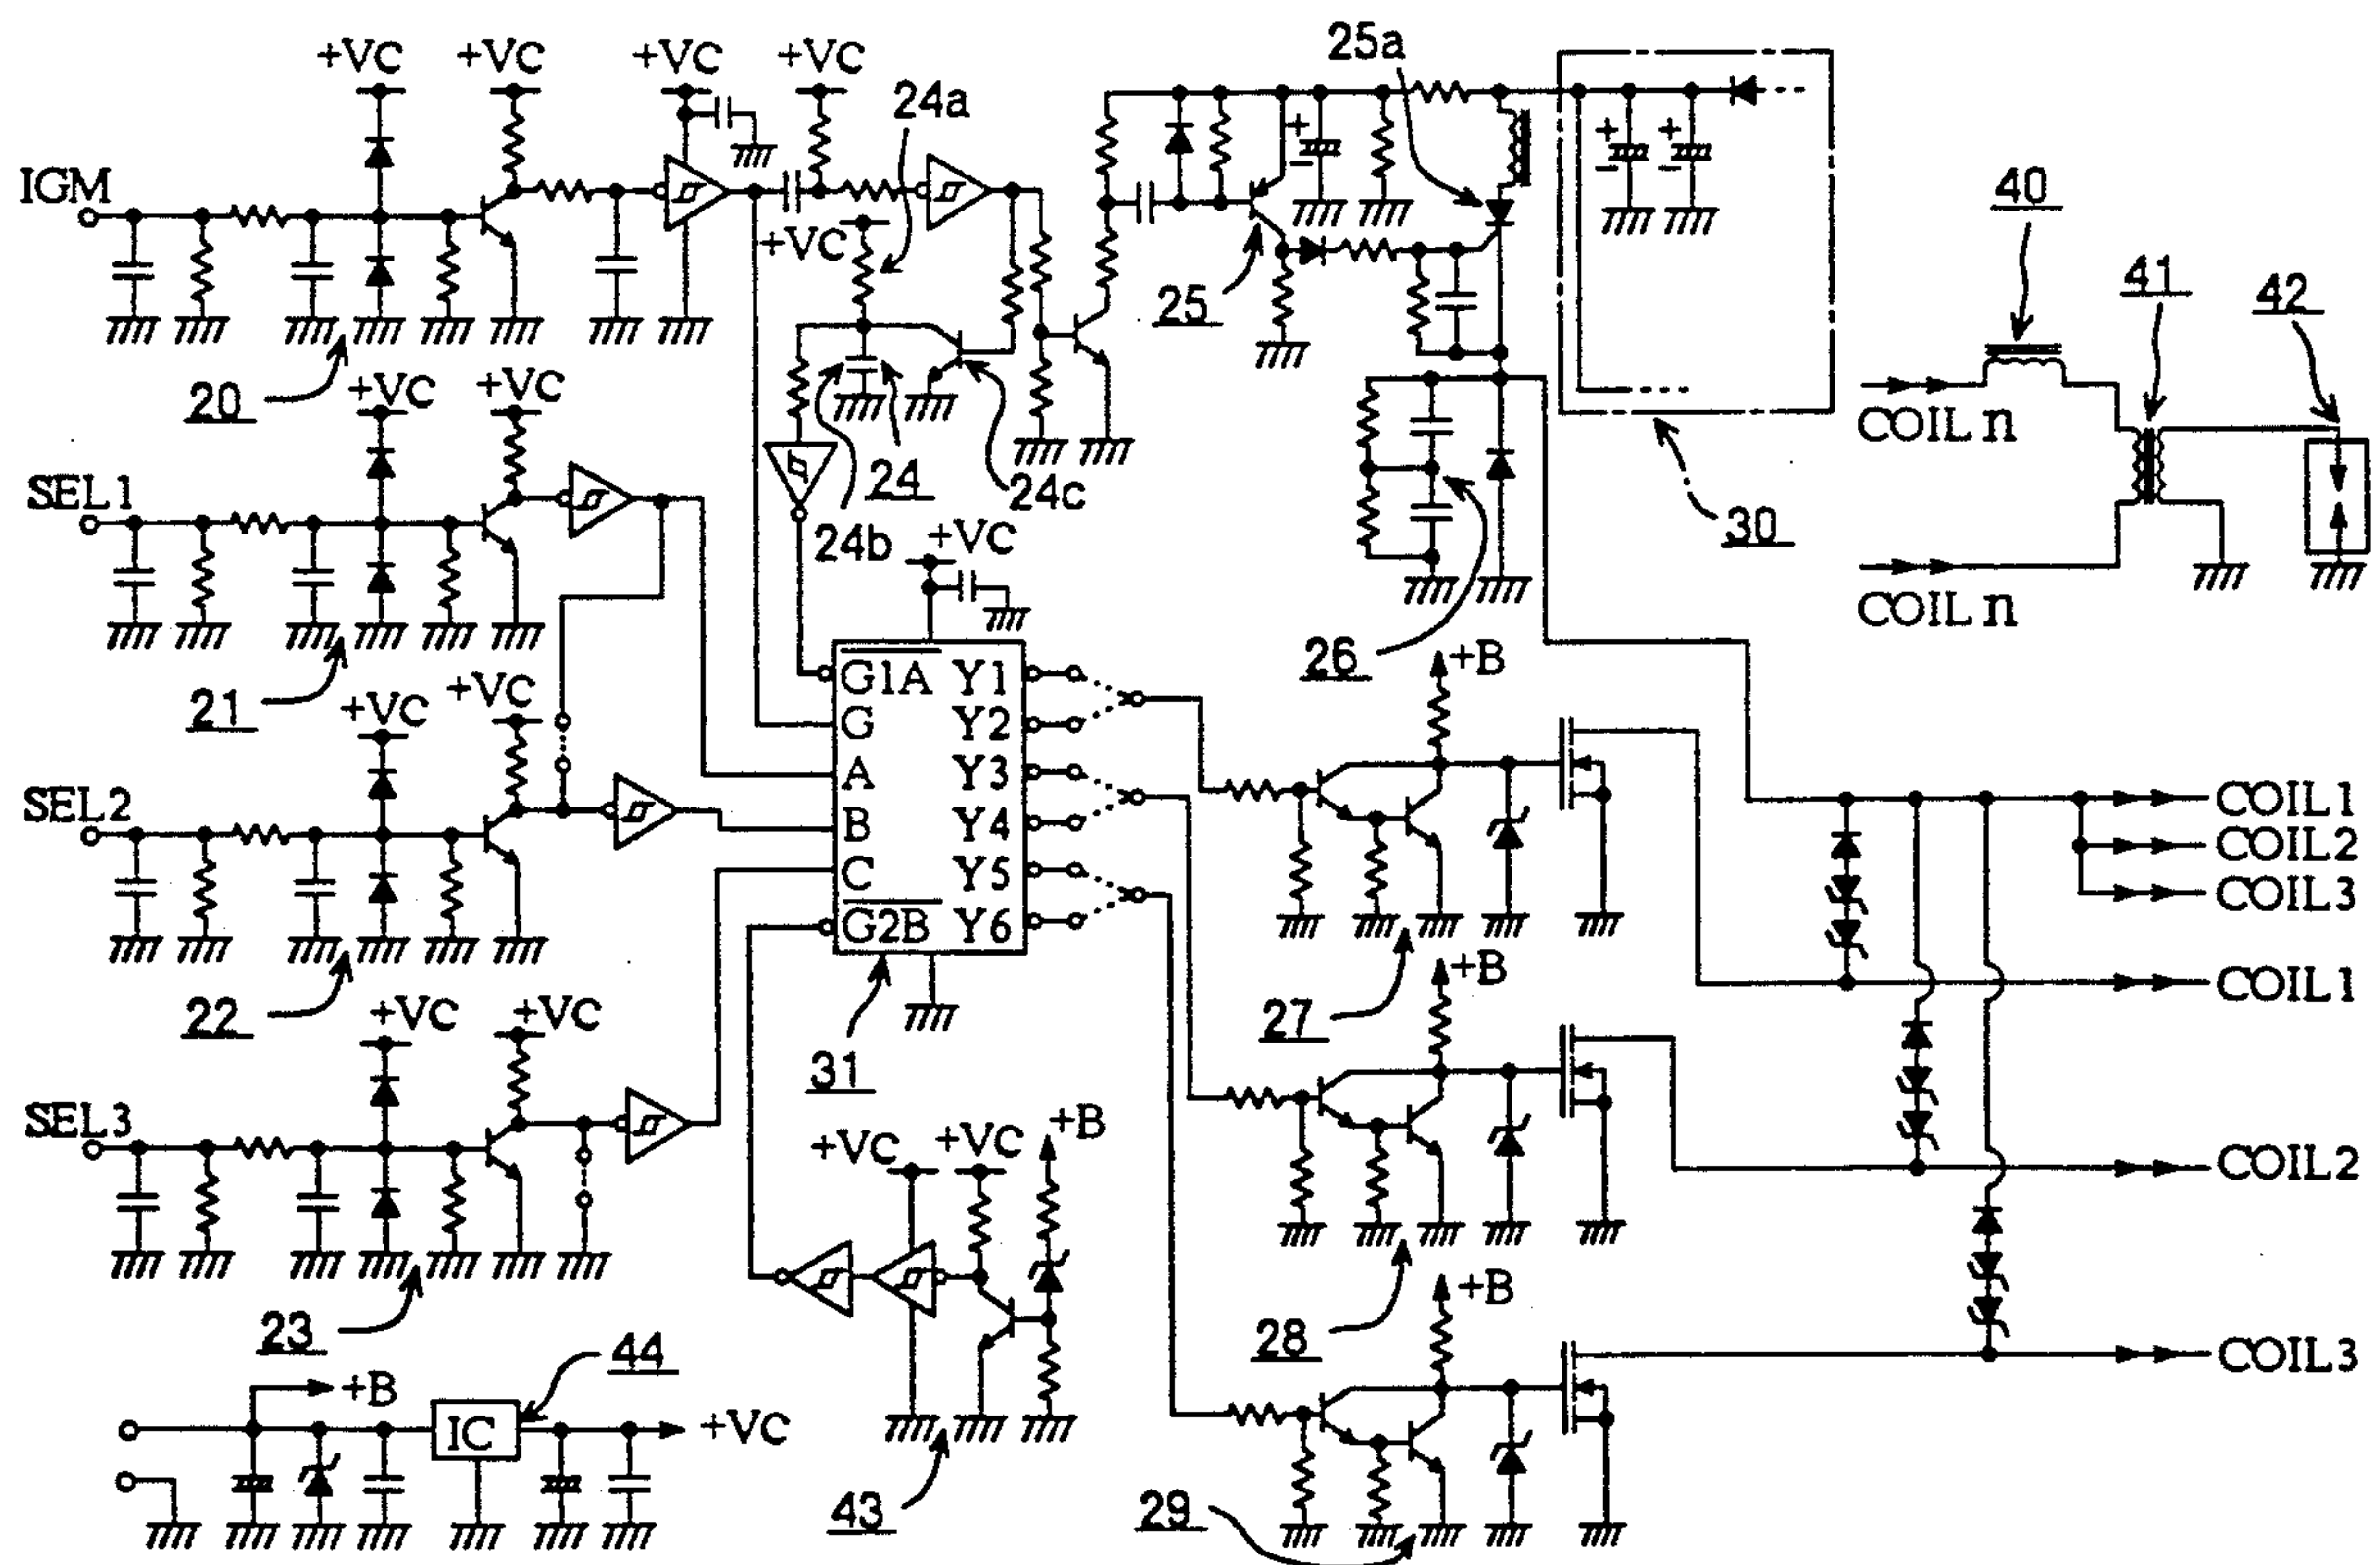 +VC +VC +VC +VC 24a 25a
IGM
+VC
+ - + - + -
40 41 42
25
20 +VC +VC
24 24c 24b
30
COIL n
COIL n
SEL1
+VC
26
+B
21 +VC +VC
G1A Y1
G Y2
A Y3
B Y4
C Y5
G2B Y6
SEL2
COIL1
COIL2
COIL3
22 +VC +VC
31
27 +B
COIL1
SEL3
+VC +VC +B
COIL2
23 44
28 +B
COIL3
+B
IC +VC
43
29